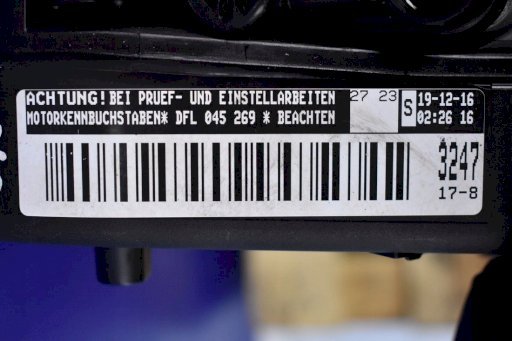 ACHTUNG! BEI PRUEF- UND EINSTELLARBEITEN 27 23 S 19-12-16
MOTORKENNBUCHSTABEN* DFL 045 269 * BEACHTEN 02:26 16
3247
17-8